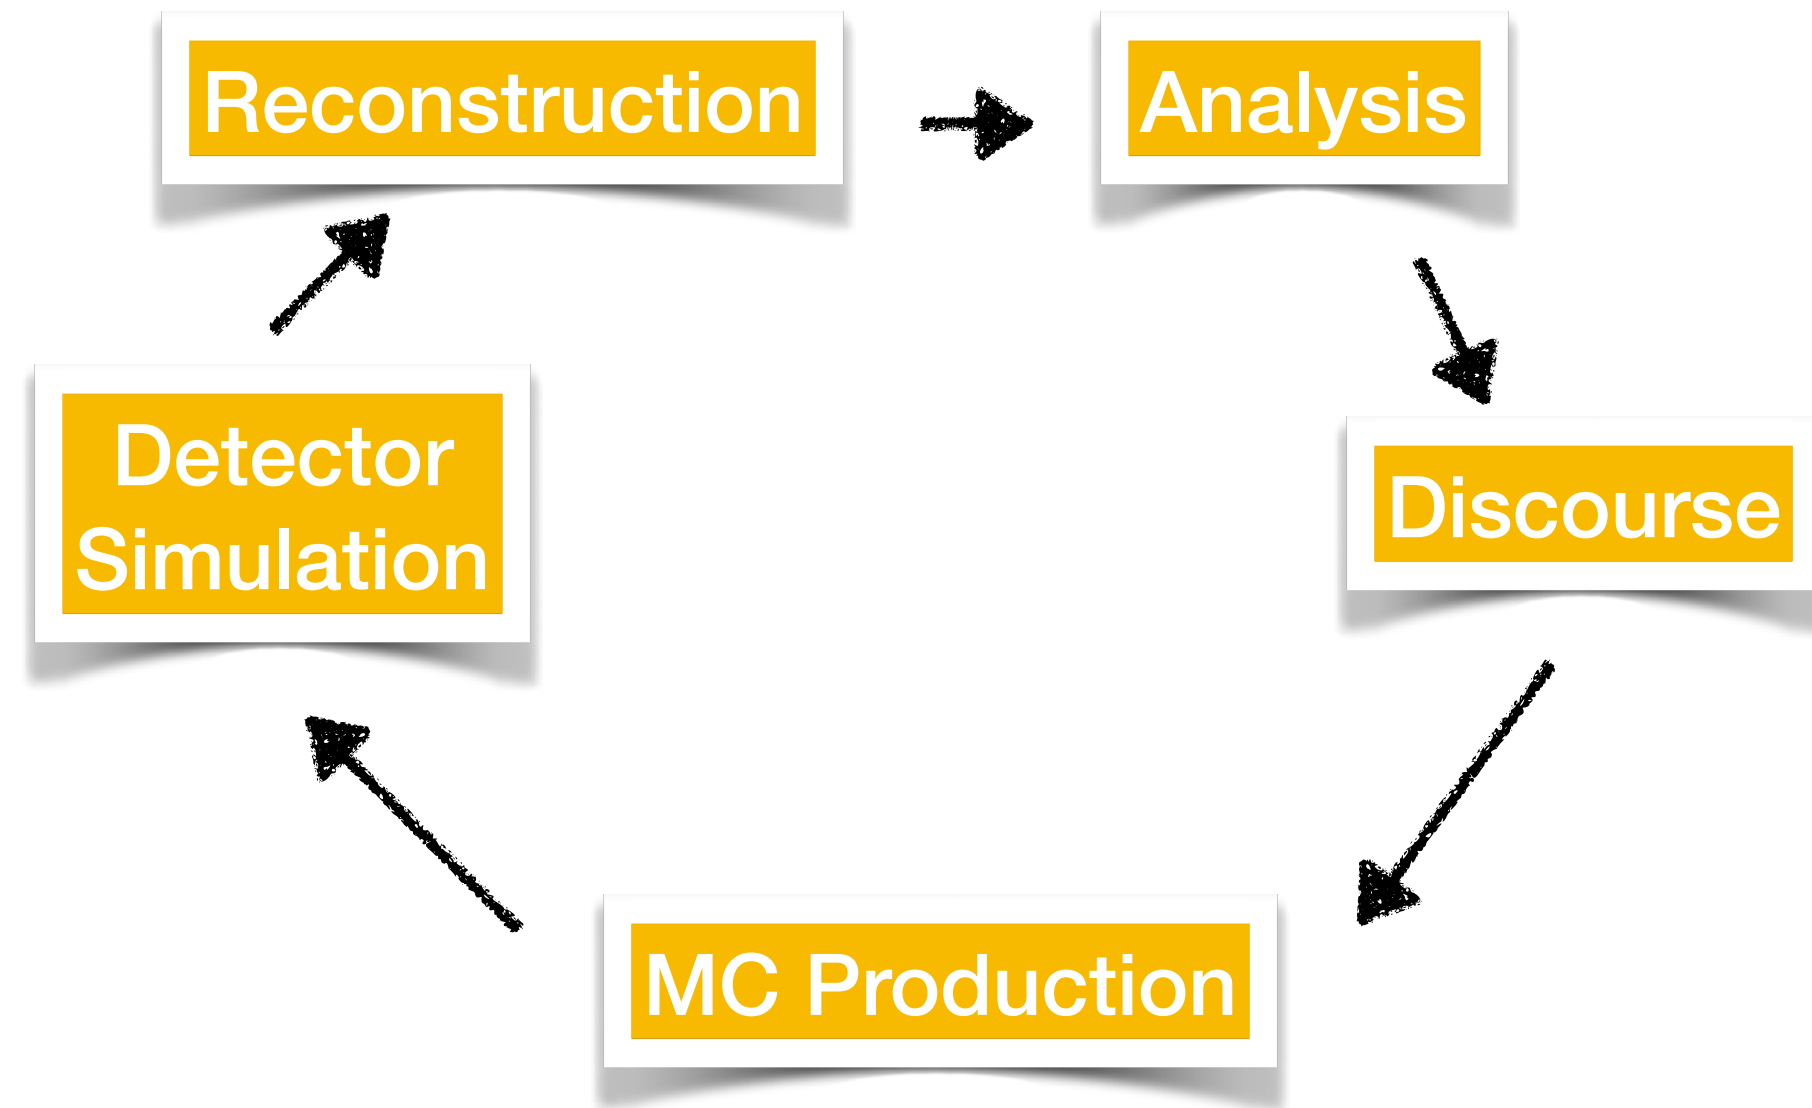 Reconstruction
Analysis
Detector
Simulation
Discourse
MC Production